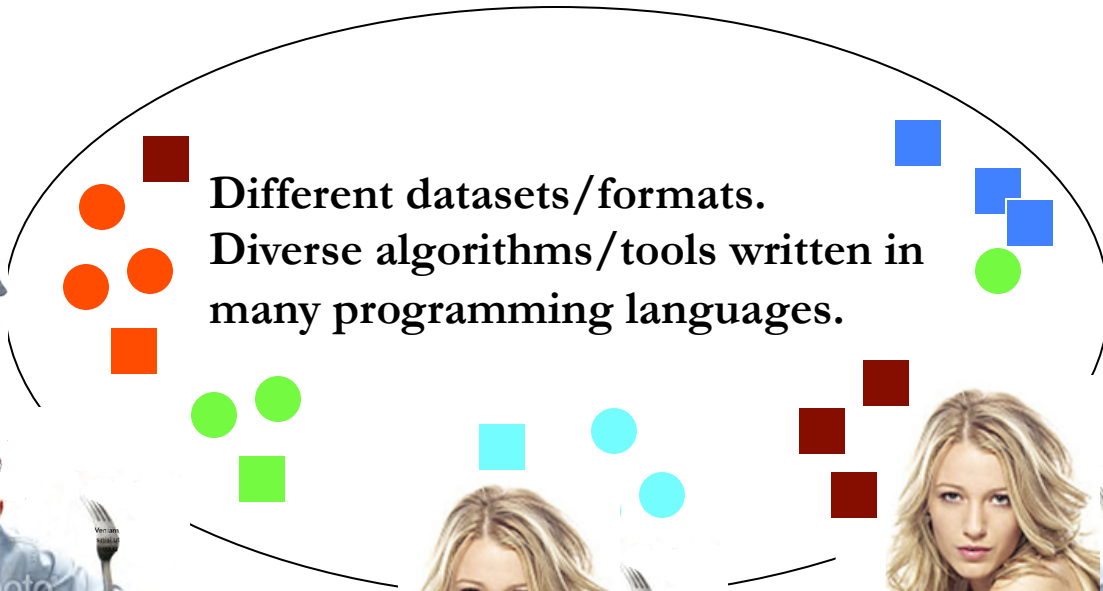 Different datasets/formats.
Diverse algorithms/tools written in
many programming languages.